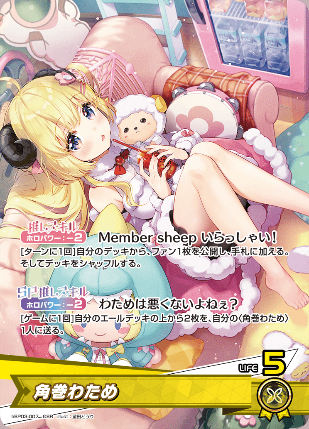 推しスキル
ホロパワー:-2
Member sheep いらっしゃい!
[ターンに1回]自分のデッキから、ファン1枚を公開し、手札に加える。
そしてデッキをシャッフルする。
SP推しスキル
ホロパワー:-2
わためは悪くないよねぇ?
[ゲームに1回]自分のエールデッキの上から2枚を、自分の〈角巻わため〉
1人に送る。
LIFE 5
角巻わため